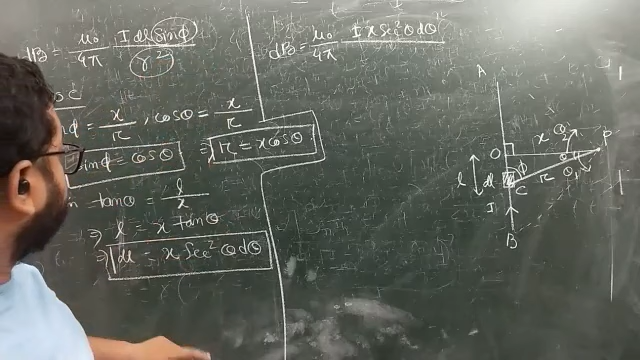 dB = μ₀/4π I dl sinϕ / r²
sinϕ = x/r, cosθ = x/r
sinϕ = cosθ ⇒ r = x cosθ
tanθ = l/x
⇒ l = x tanθ
⇒ dl = x Sec²θ dθ
dB = μ₀/4π I x Sec²θ dθ
A
O x θ₂ P
l dl ϕ r θ θ₁
I C
B